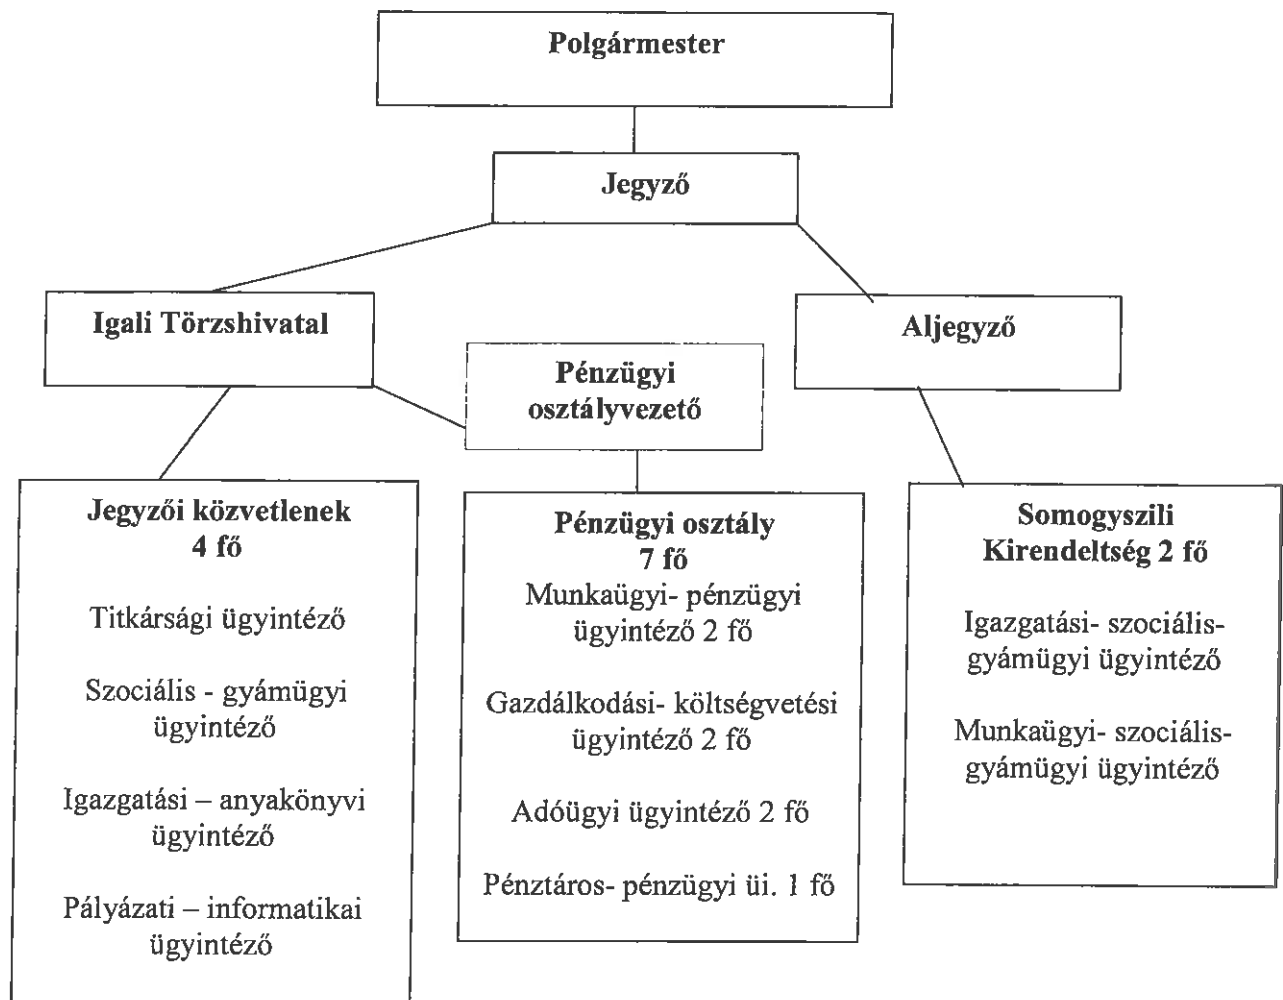 Polgármester
Jegyző
Igali Törzshivatal
Aljegyző
Pénzügyi
osztályvezető
Jegyzői közvetlenek
4 fő
Titkársági ügyintéző
Szociális - gyámügyi
ügyintéző
Igazgatási – anyakönyvi
ügyintéző
Pályázati – informatikai
ügyintéző
Pénzügyi osztály
7 fő
Munkaügyi- pénzügyi
ügyintéző 2 fő
Gazdálkodási- költségvetési
ügyintéző 2 fő
Adóügyi ügyintéző 2 fő
Pénztáros- pénzügyi üi. 1 fő
Somogyszili
Kirendeltség 2 fő
Igazgatási- szociális-
gyámügyi ügyintéző
Munkaügyi- szociális-
gyámügyi ügyintéző